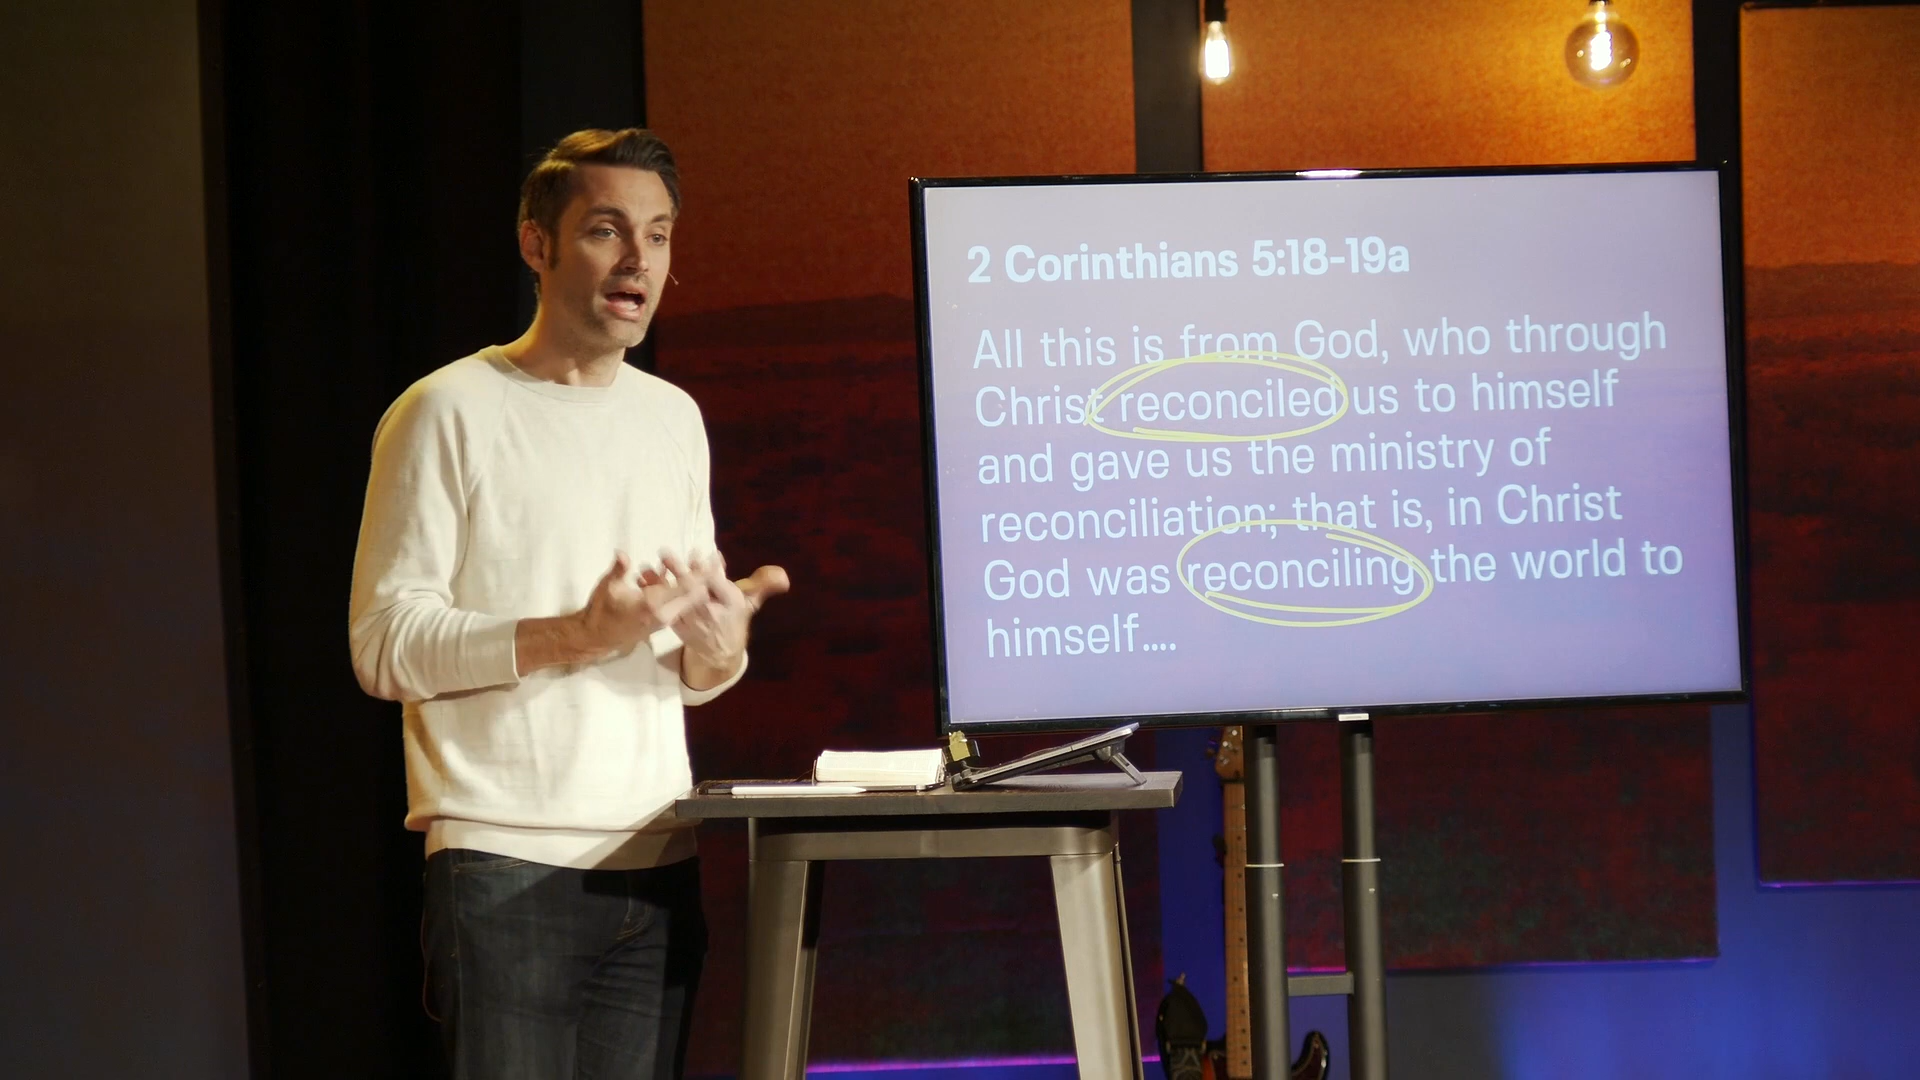 2 Corinthians 5:18-19a
All this is from God, who through
Christ reconciled us to himself
and gave us the ministry of
reconciliation; that is, in Christ
God was reconciling the world to
himself....